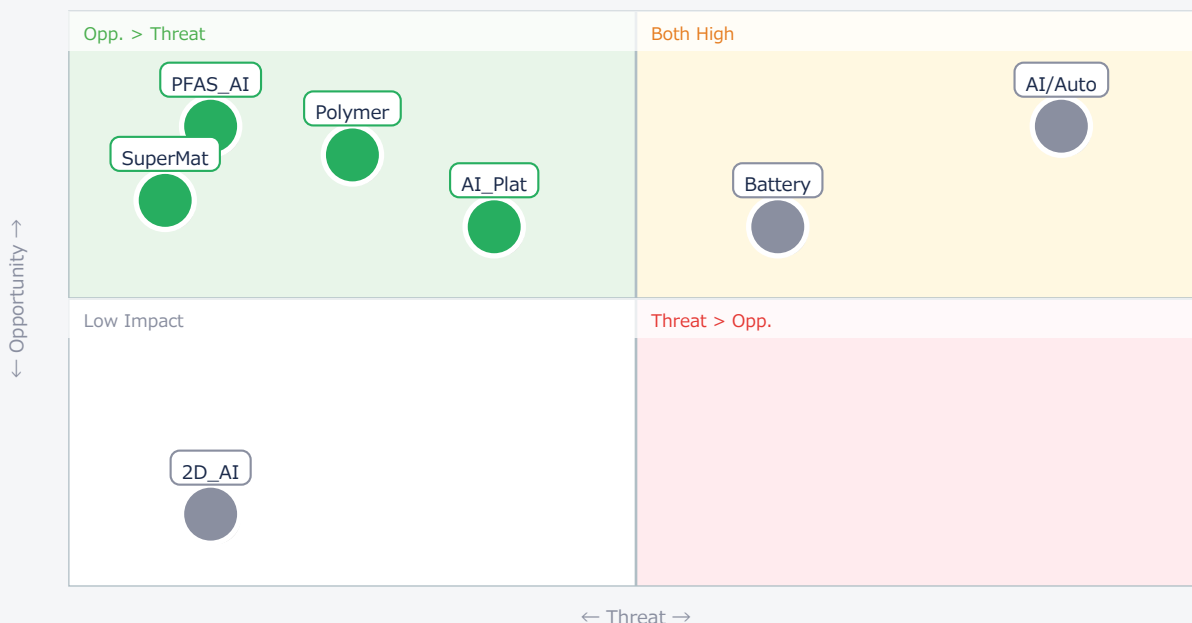 Opp. > Threat
Both High
PFAS_AI
Polymer
SuperMat
AI_Plat
AI/Auto
Battery
← Opportunity →
Low Impact
Threat > Opp.
2D_AI
← Threat →